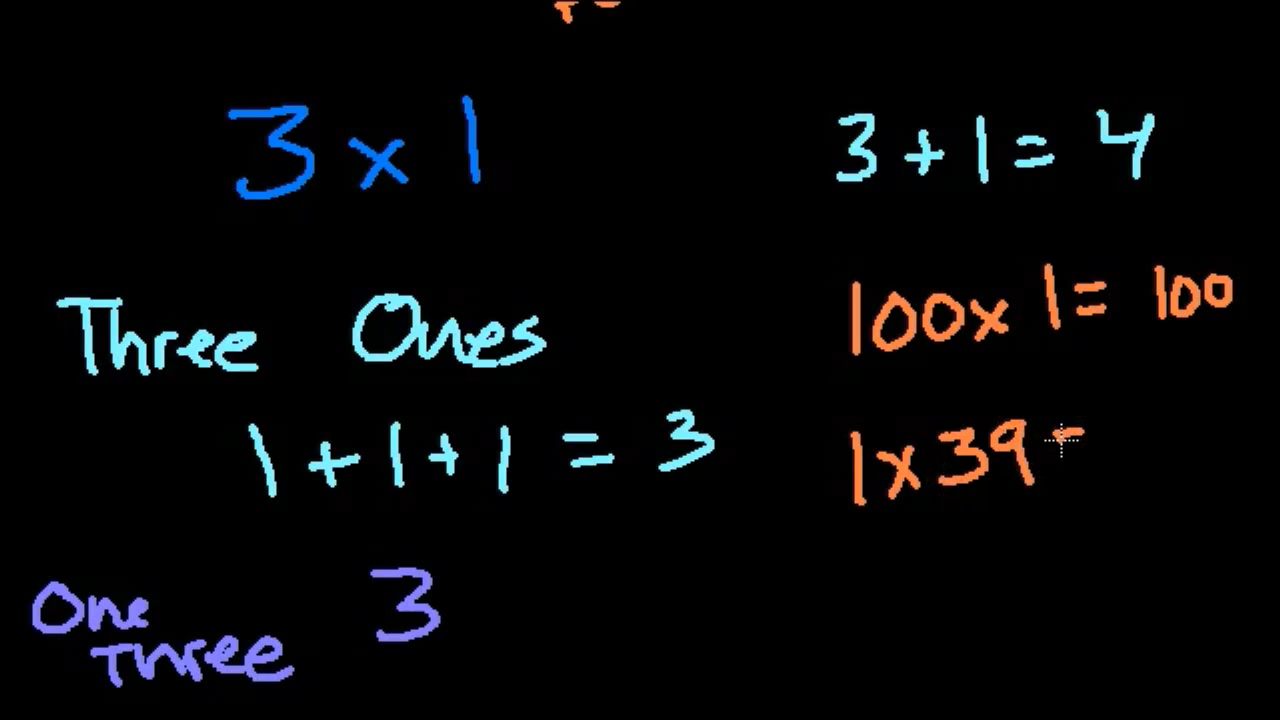 3 x 1
Three Ones
1 + 1 + 1 = 3
One
Three 3
3 + 1 = 4
100 x 1 = 100
1 x 39